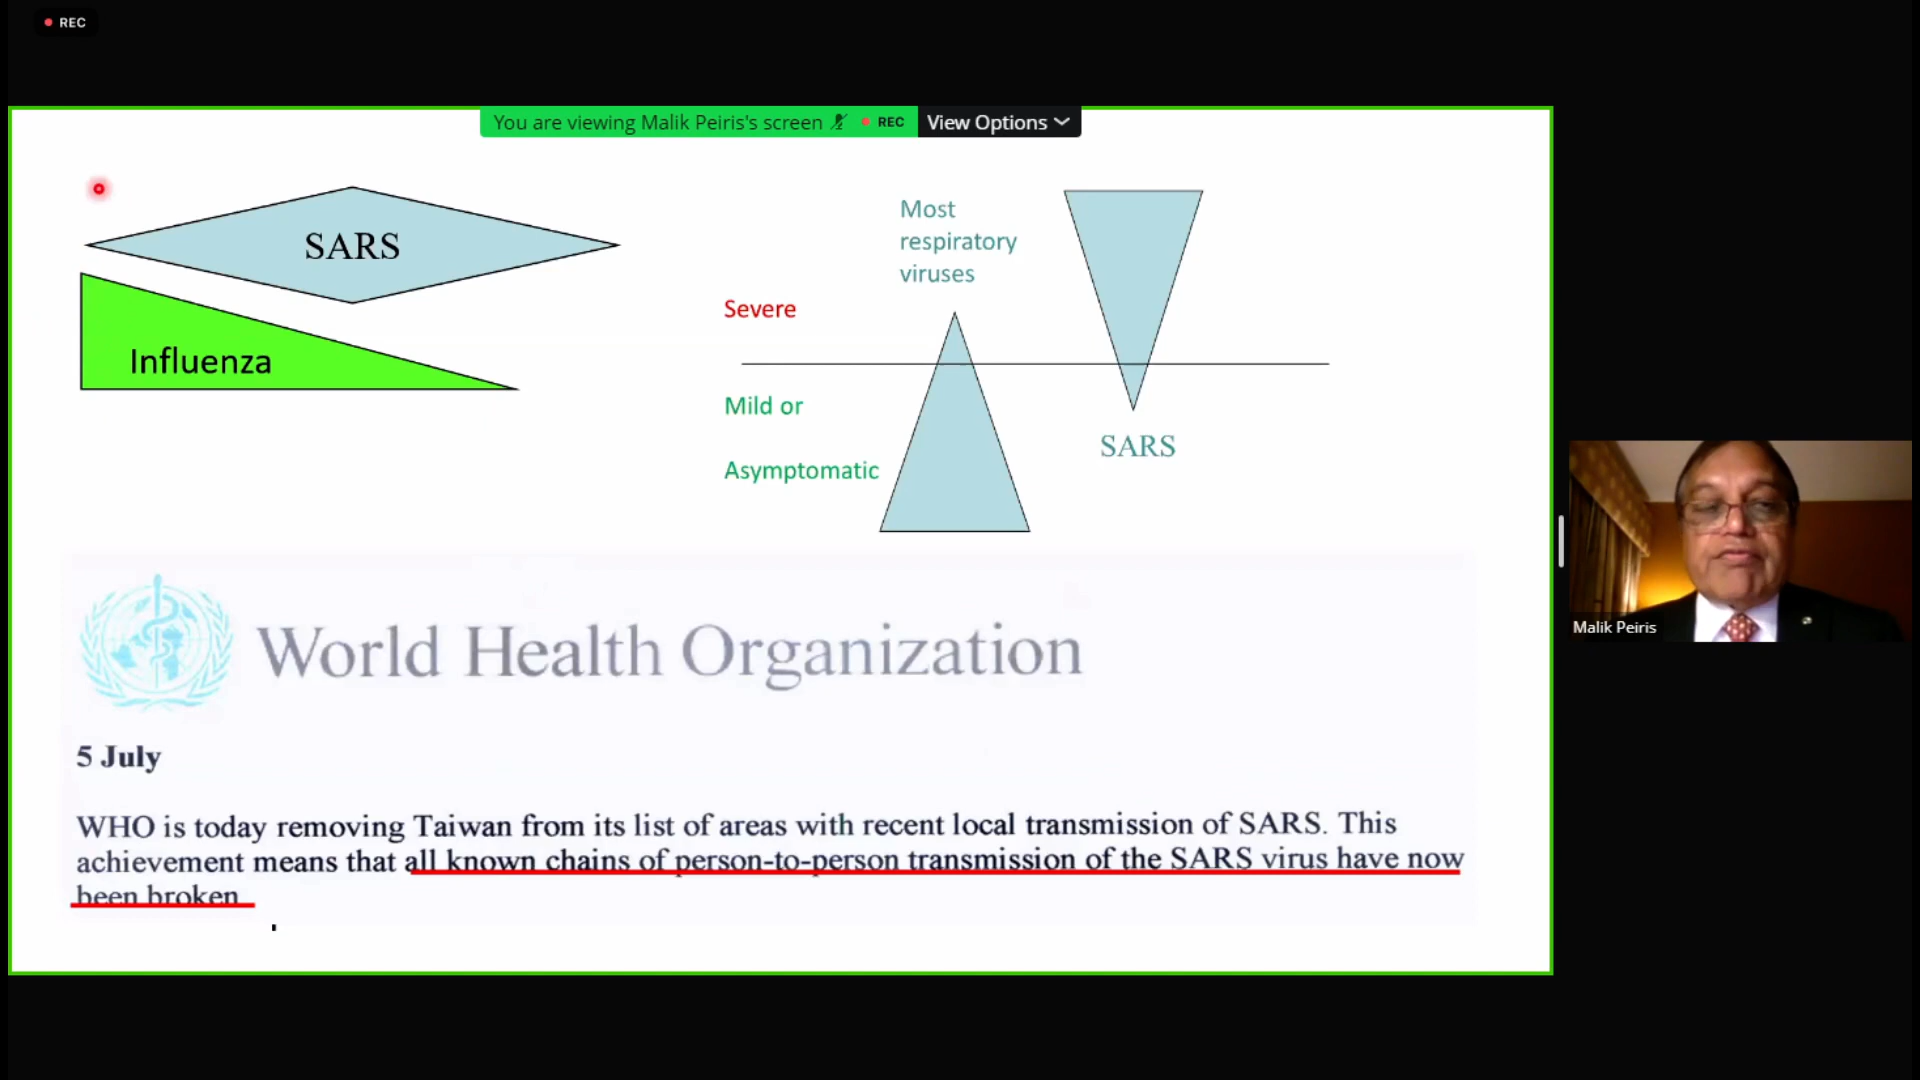 REC
You are viewing Malik Peiris's screen
REC
View Options
SARS
Influenza
Most
respiratory
viruses
Severe
Mild or
Asymptomatic
SARS
World Health Organization
5 July
WHO is today removing Taiwan from its list of areas with recent local transmission of SARS. This
achievement means that all known chains of person-to-person transmission of the SARS virus have now
been broken
Malik Peiris